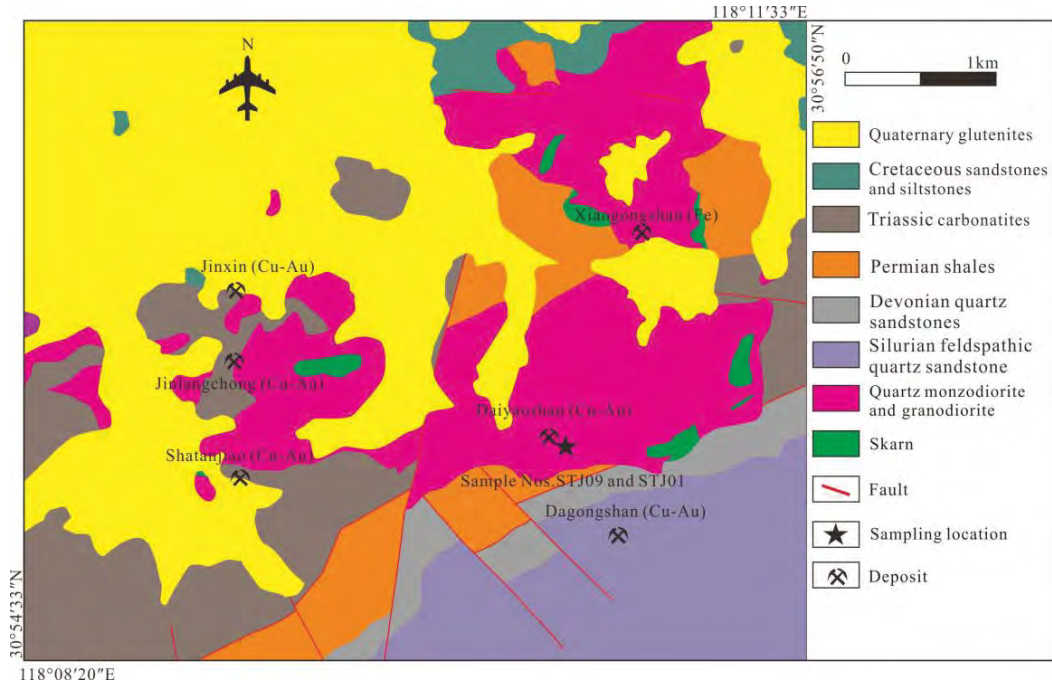 118°11′33″E
N
30°56′50″N
0 1km
Quaternary glutenites
Cretaceous sandstones
and siltstones
Triassic carbonatites
Permian shales
Devonian quartz
sandstones
Silurian feldspathic
quartz sandstone
Quartz monzodiorite
and granodiorite
Skarn
Fault
Sampling location
Deposit
Xiaogongshan (Fe)
Jinxin (Cu-Au)
Jinlangchong (Cu-Au)
Daiyaoshan (Cu-Au)
Shatanjiao (Cu-Au)
Sample Nos.STJ09 and STJ01
Dagongshan (Cu-Au)
30°54′33″N
118°08′20″E